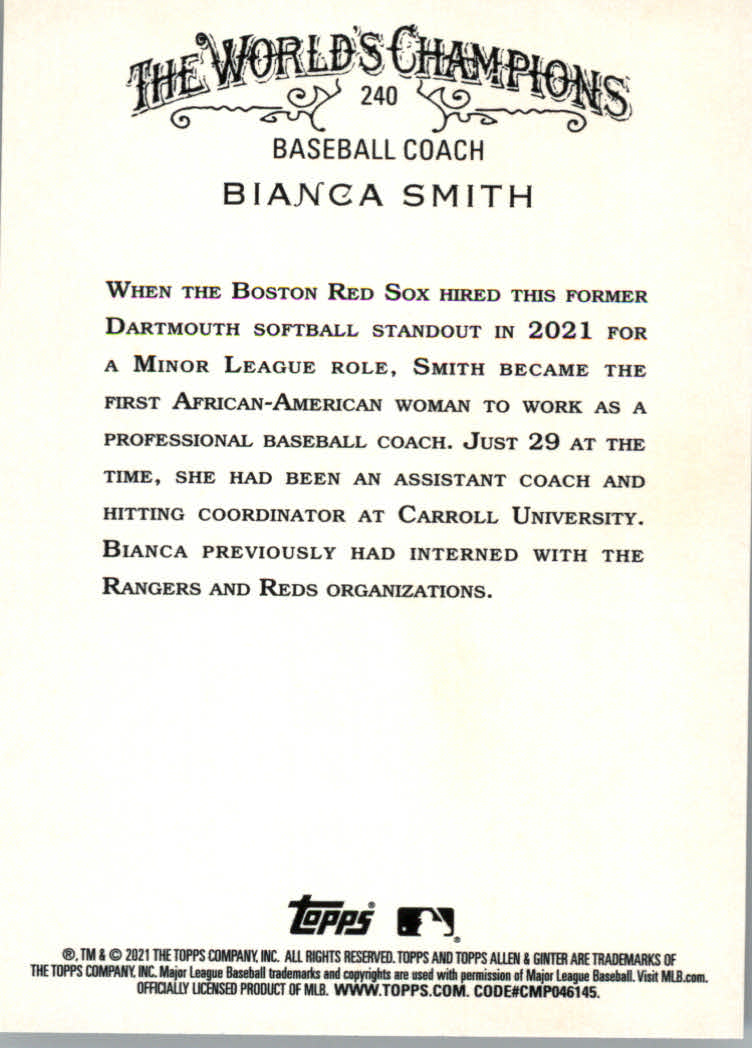 THE WORLD'S CHAMPIONS
240
BASEBALL COACH
BIANCA SMITH
WHEN THE BOSTON RED SOX HIRED THIS FORMER
DARTMOUTH SOFTBALL STANDOUT IN 2021 FOR
A MINOR LEAGUE ROLE, SMITH BECAME THE
FIRST AFRICAN-AMERICAN WOMAN TO WORK AS A
PROFESSIONAL BASEBALL COACH. JUST 29 AT THE
TIME, SHE HAD BEEN AN ASSISTANT COACH AND
HITTING COORDINATOR AT CARROLL UNIVERSITY.
BIANCA PREVIOUSLY HAD INTERNED WITH THE
RANGERS AND REDS ORGANIZATIONS.
Topps®  ®
®, TM & © 2021 THE TOPPS COMPANY, INC. ALL RIGHTS RESERVED. TOPPS AND TOPPS ALLEN & GINTER ARE TRADEMARKS OF
THE TOPPS COMPANY, INC. Major League Baseball trademarks and copyrights are used with permission of Major League Baseball. Visit MLB.com.
OFFICIALLY LICENSED PRODUCT OF MLB. WWW.TOPPS.COM. CODE#CMP046145.